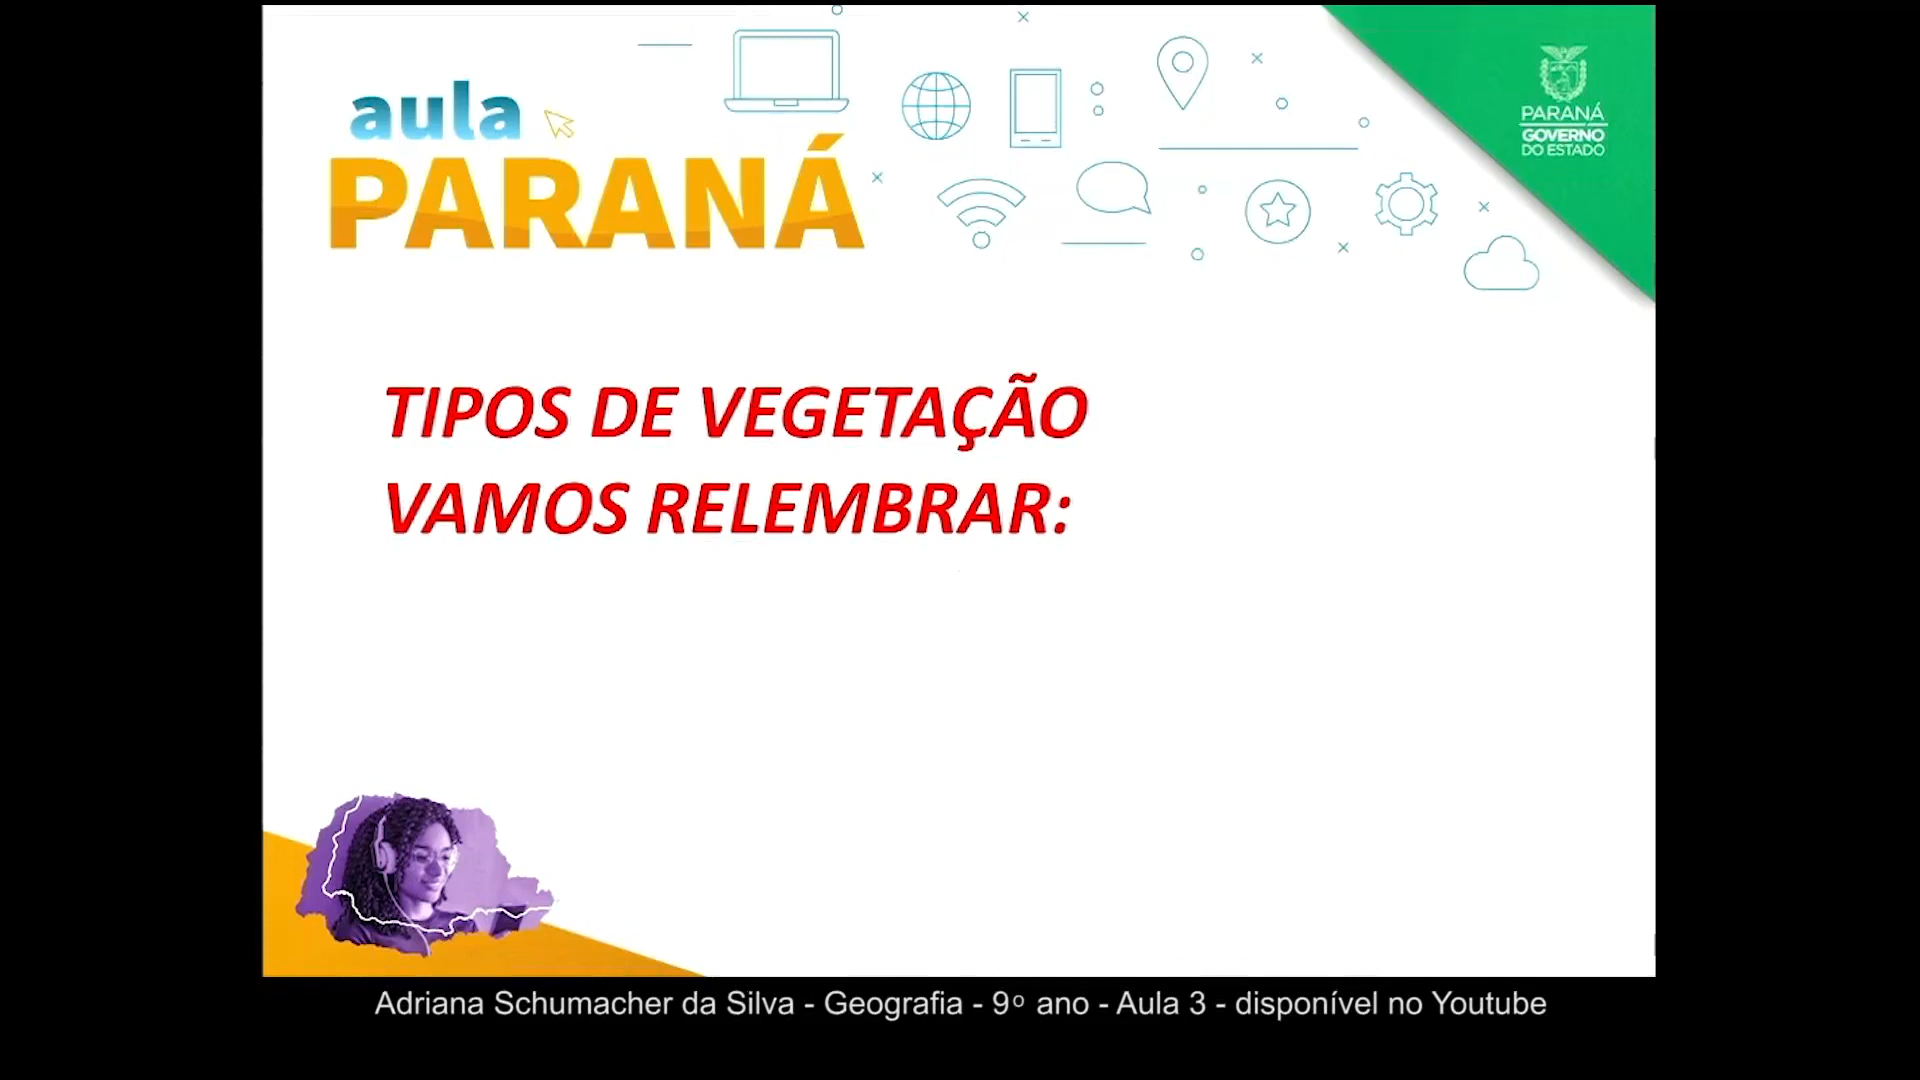 aula
PARANÁ
PARANÁ
GOVERNO
DO ESTADO
TIPOS DE VEGETAÇÃO
VAMOS RELEMBRAR:
Adriana Schumacher da Silva - Geografia - 9º ano - Aula 3 - disponível no Youtube